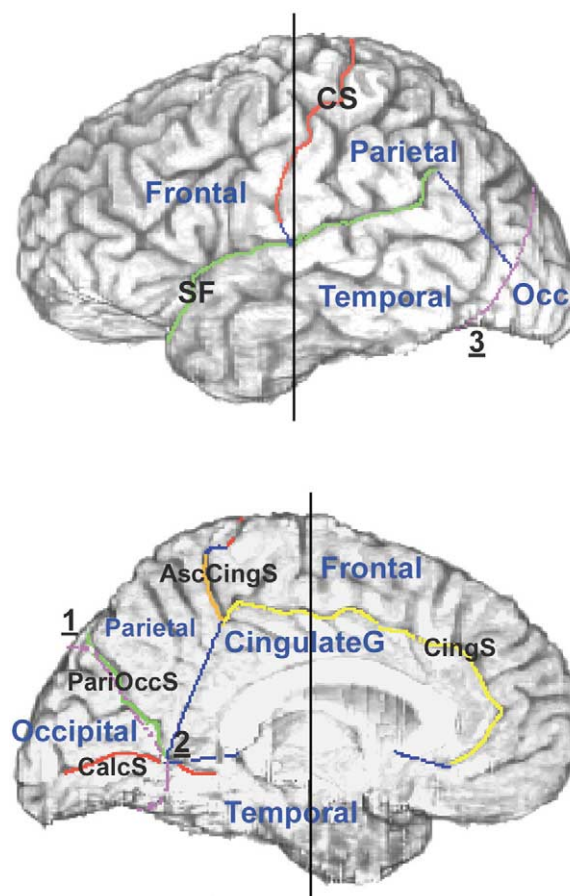 CS
Parietal
Frontal
SF
Temporal
Occ
3
AscCingS
Frontal
1
Parietal
CingulateG
CingS
PariOccS
Occipital
2
CalcS
Temporal